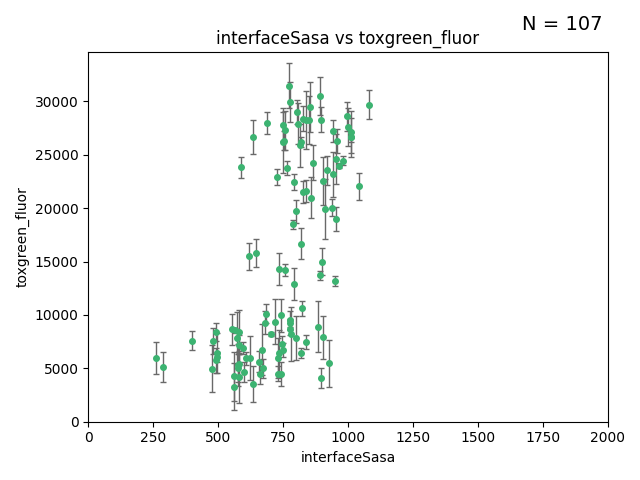 N = 107
interfaceSasa vs toxgreen_fluor
30000
25000
20000
15000
10000
5000
0
toxgreen_fluor
0 250 500 750 1000 1250 1500 1750 2000
interfaceSasa